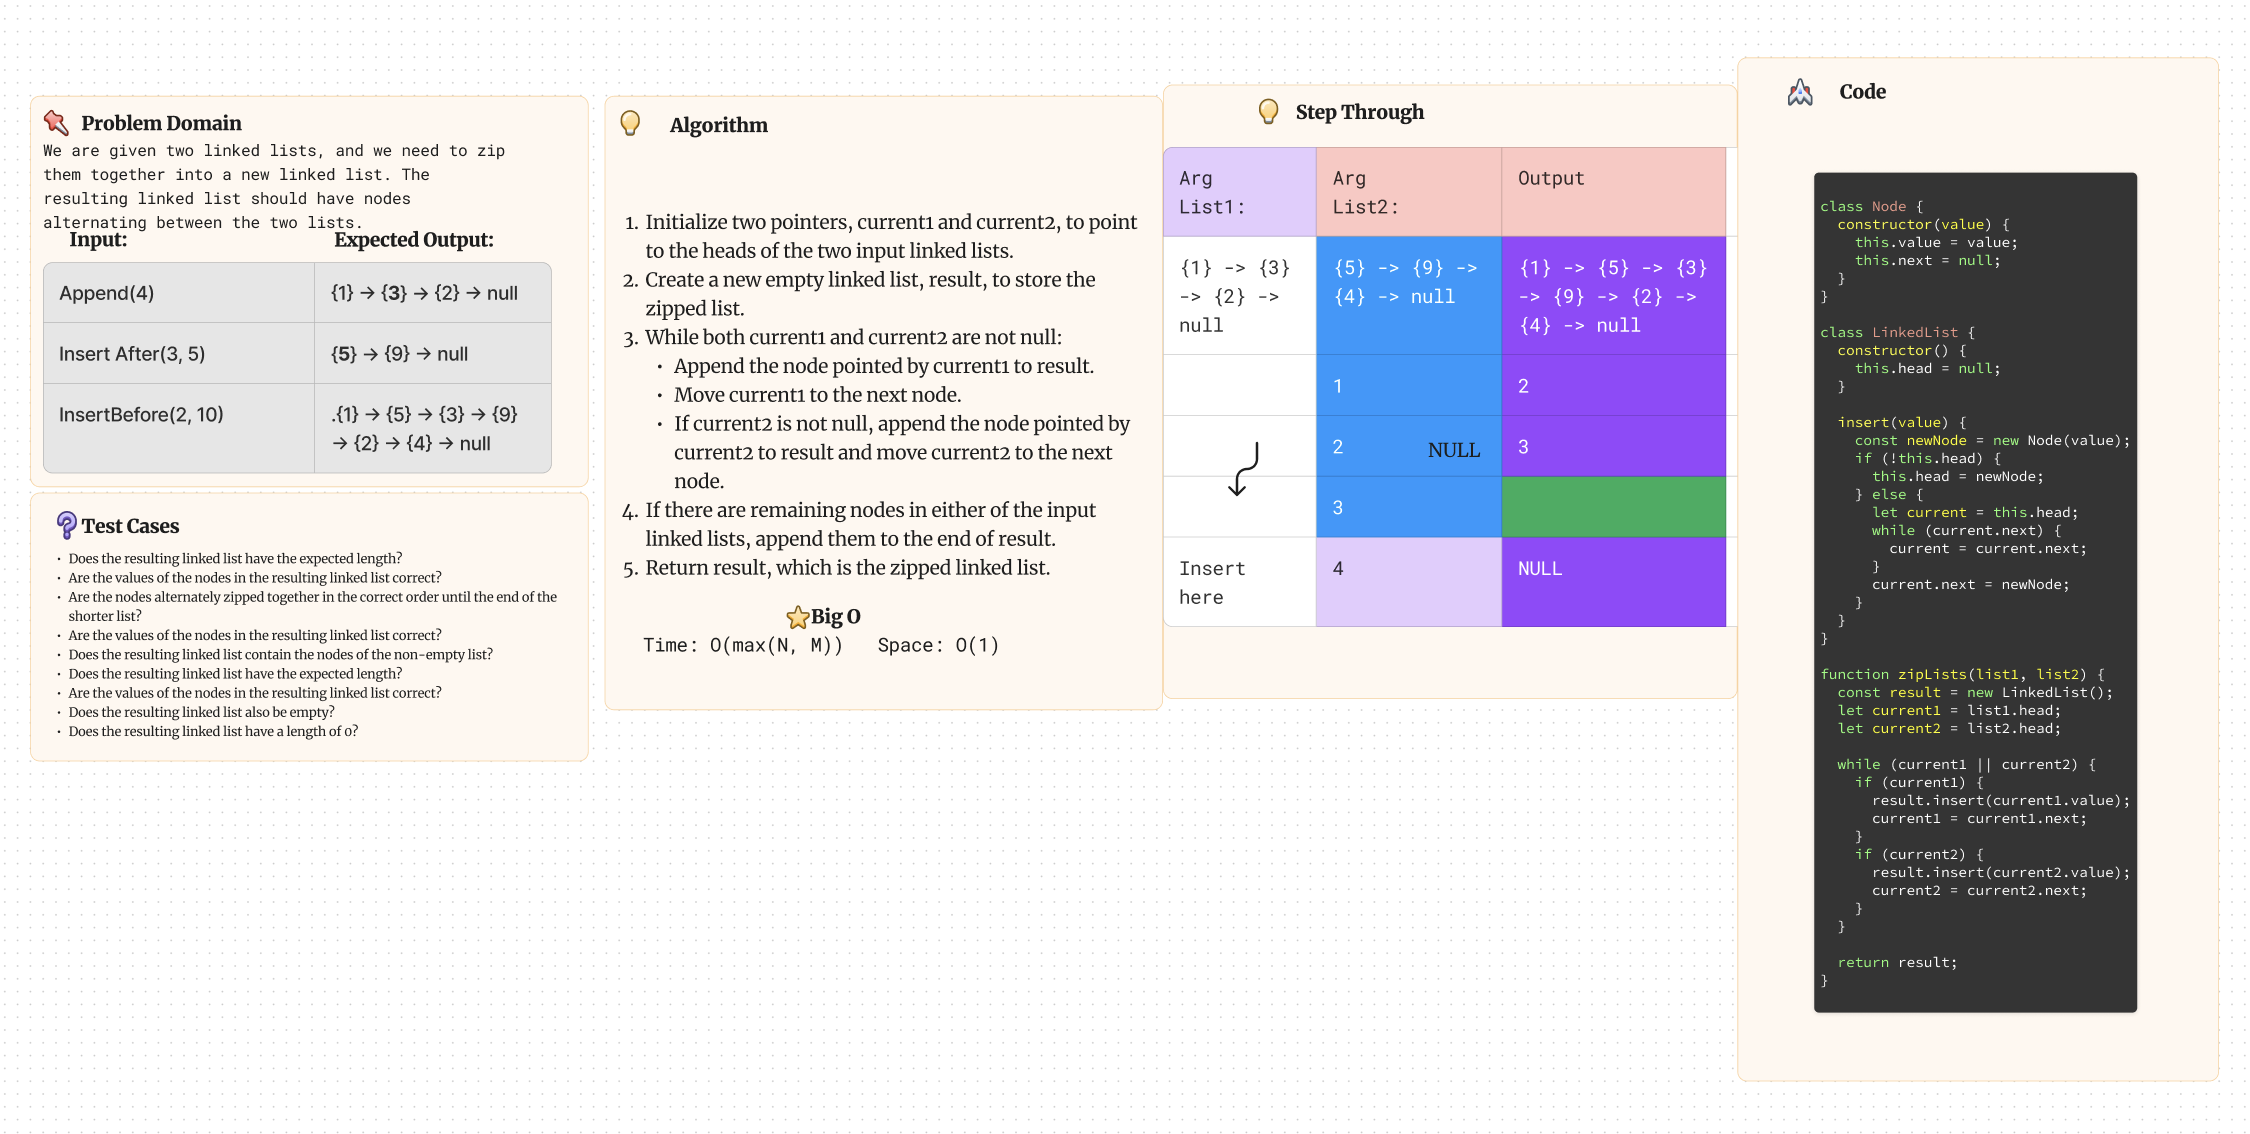 Problem Domain
We are given two linked lists, and we need to zip
them together into a new linked list. The
resulting linked list should have nodes
alternating between the two lists.
Input:
Expected Output:
Append(4)
{1} → {3} → {2} → null
Insert After(3, 5)
{5} → {9} → null
InsertBefore(2, 10)
.{1} → {5} → {3} → {9}
→ {2} → {4} → null
Test Cases
• Does the resulting linked list have the expected length?
• Are the values of the nodes in the resulting linked list correct?
• Are the nodes alternately zipped together in the correct order until the end of the
shorter list?
• Are the values of the nodes in the resulting linked list correct?
• Does the resulting linked list contain the nodes of the non-empty list?
• Does the resulting linked list have the expected length?
• Are the values of the nodes in the resulting linked list correct?
• Does the resulting linked list also be empty?
• Does the resulting linked list have a length of 0?
Algorithm
1. Initialize two pointers, current1 and current2, to point
to the heads of the two input linked lists.
2. Create a new empty linked list, result, to store the
zipped list.
3. While both current1 and current2 are not null:
• Append the node pointed by current1 to result.
• Move current1 to the next node.
• If current2 is not null, append the node pointed by
current2 to result and move current2 to the next
node.
4. If there are remaining nodes in either of the input
linked lists, append them to the end of result.
5. Return result, which is the zipped linked list.
Big O
Time: O(max(N, M))   Space: O(1)
Step Through
Arg
List1:
Arg
List2:
Output
{1} -> {3}
-> {2} ->
null
{5} -> {9} ->
{4} -> null
{1} -> {5} -> {3}
-> {9} -> {2} ->
{4} -> null
1
2
2
NULL
3
3
Insert
here
4
NULL
Code
class Node {
  constructor(value) {
    this.value = value;
    this.next = null;
  }
}
class LinkedList {
  constructor() {
    this.head = null;
  }
  insert(value) {
    const newNode = new Node(value);
    if (!this.head) {
      this.head = newNode;
    } else {
      let current = this.head;
      while (current.next) {
        current = current.next;
      }
      current.next = newNode;
    }
  }
}
function zipLists(list1, list2) {
  const result = new LinkedList();
  let current1 = list1.head;
  let current2 = list2.head;
  while (current1 || current2) {
    if (current1) {
      result.insert(current1.value);
      current1 = current1.next;
    }
    if (current2) {
      result.insert(current2.value);
      current2 = current2.next;
    }
  }
  return result;
}